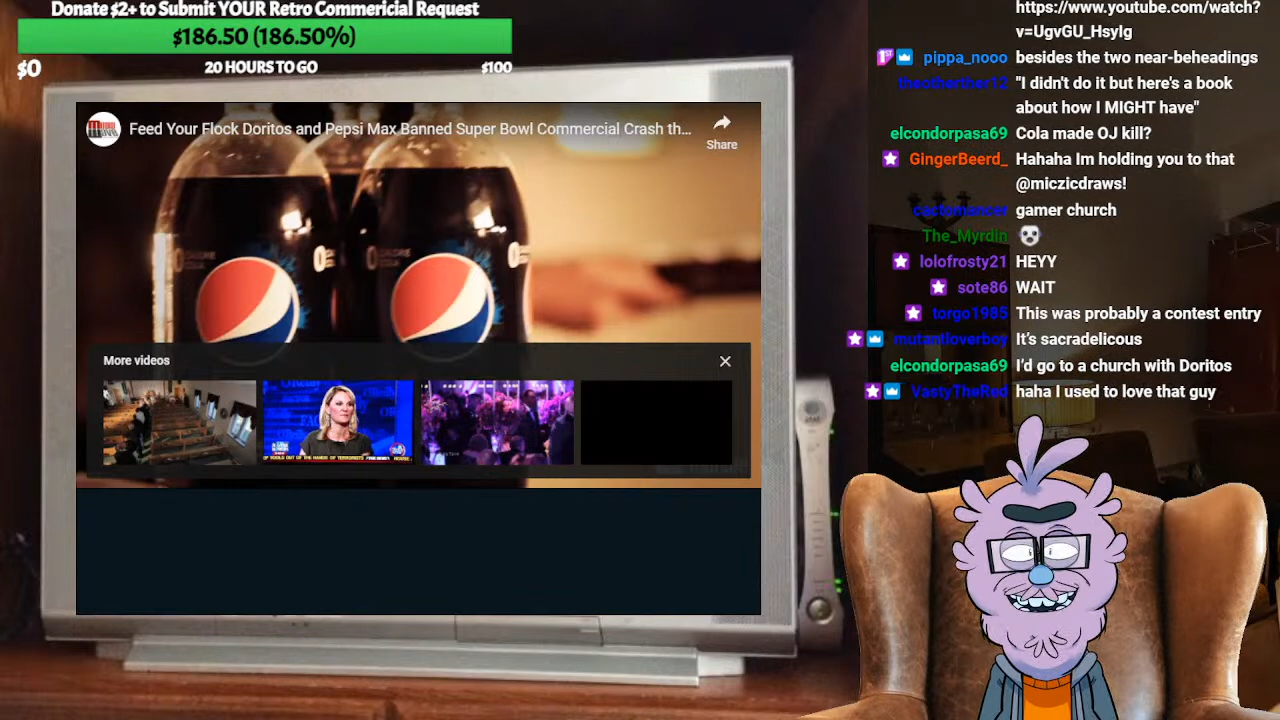 Donate $2+ to Submit YOUR Retro Commericial Request
$186.50 (186.50%)
$0
20 HOURS TO GO
$100
Feed Your Flock Doritos and Pepsi Max Banned Super Bowl Commercial Crash th...
Share
More videos
https://www.youtube.com/watch?
v=UgvGU_HsyIg
pippa_nooo besides the two near-beheadings
theotherther12 "I didn't do it but here's a book
about how I MIGHT have"
elcondorpasa69 Cola made OJ kill?
GingerBeerd_ Hahaha Im holding you to that
@miczicdraws!
cactomancer gamer church
The_Myrdin
lolofrosty21 HEYY
sote86 WAIT
torgo1985 This was probably a contest entry
mutantloverboy It's sacradelicous
elcondorpasa69 I'd go to a church with Doritos
VastyTheRed haha I used to love that guy